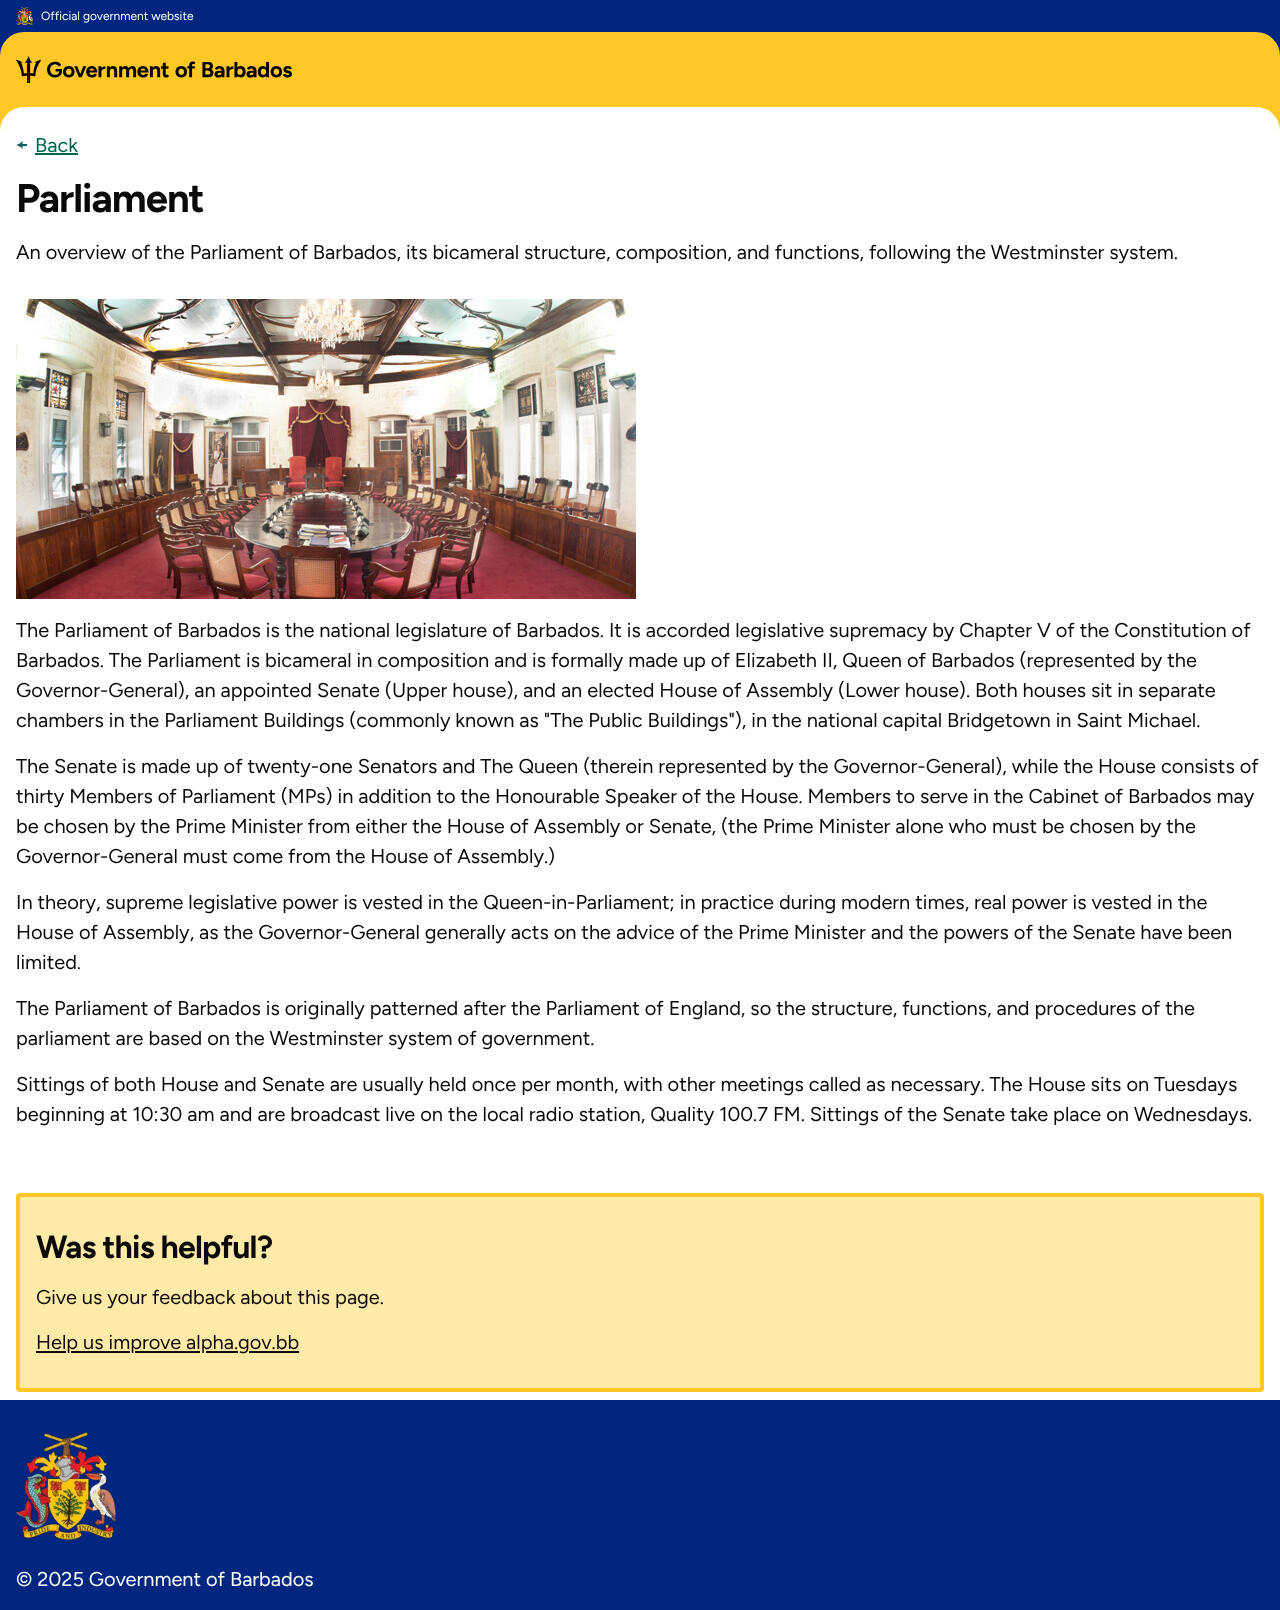 Official government website
Government of Barbados
Back
Parliament
An overview of the Parliament of Barbados, its bicameral structure, composition, and functions, following the Westminster system.
The Parliament of Barbados is the national legislature of Barbados. It is accorded legislative supremacy by Chapter V of the Constitution of
Barbados. The Parliament is bicameral in composition and is formally made up of Elizabeth II, Queen of Barbados (represented by the
Governor-General), an appointed Senate (Upper house), and an elected House of Assembly (Lower house). Both houses sit in separate
chambers in the Parliament Buildings (commonly known as "The Public Buildings"), in the national capital Bridgetown in Saint Michael.
The Senate is made up of twenty-one Senators and The Queen (therein represented by the Governor-General), while the House consists of
thirty Members of Parliament (MPs) in addition to the Honourable Speaker of the House. Members to serve in the Cabinet of Barbados may
be chosen by the Prime Minister from either the House of Assembly or Senate, (the Prime Minister alone who must be chosen by the
Governor-General must come from the House of Assembly.)
In theory, supreme legislative power is vested in the Queen-in-Parliament; in practice during modern times, real power is vested in the
House of Assembly, as the Governor-General generally acts on the advice of the Prime Minister and the powers of the Senate have been
limited.
The Parliament of Barbados is originally patterned after the Parliament of England, so the structure, functions, and procedures of the
parliament are based on the Westminster system of government.
Sittings of both House and Senate are usually held once per month, with other meetings called as necessary. The House sits on Tuesdays
beginning at 10:30 am and are broadcast live on the local radio station, Quality 100.7 FM. Sittings of the Senate take place on Wednesdays.
Was this helpful?
Give us your feedback about this page.
Help us improve alpha.gov.bb
PRIDE AND INDUSTRY
© 2025 Government of Barbados